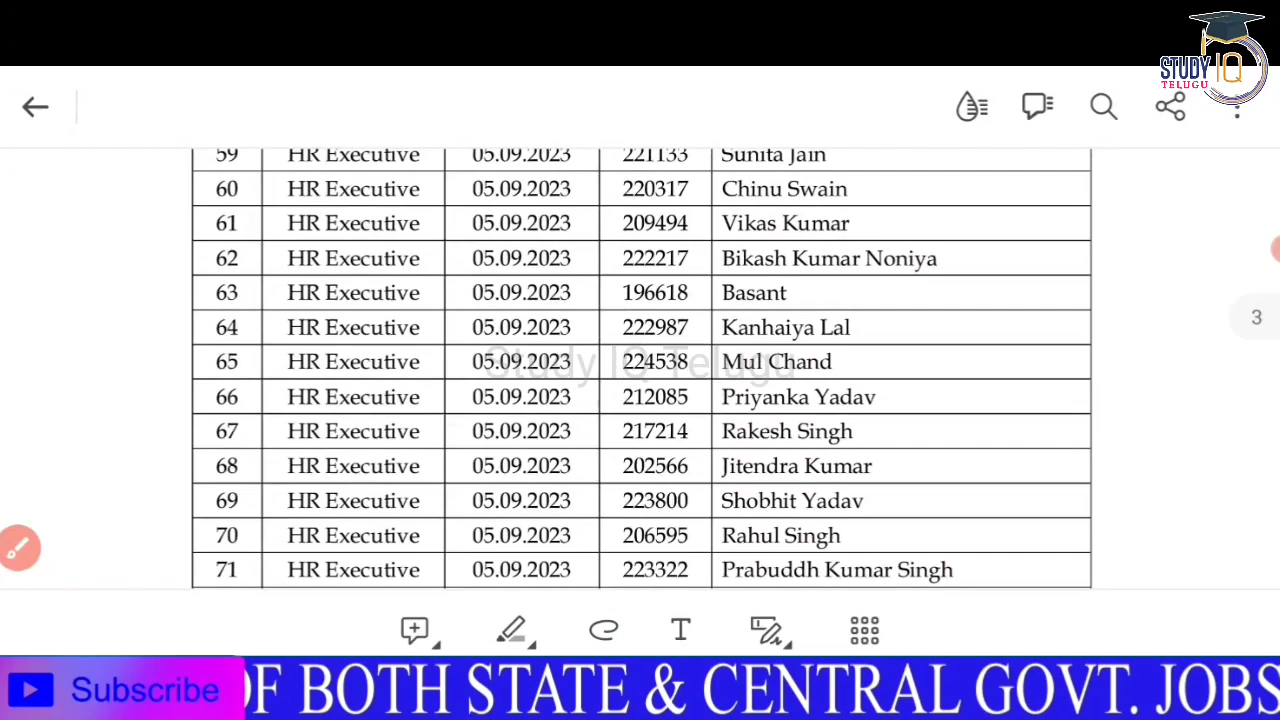 STUDY IQ
TELUGU
59 HR Executive 05.09.2023 221133 Sunita Jain
60 HR Executive 05.09.2023 220317 Chinu Swain
61 HR Executive 05.09.2023 209494 Vikas Kumar
62 HR Executive 05.09.2023 222217 Bikash Kumar Noniya
63 HR Executive 05.09.2023 196618 Basant
3
64 HR Executive 05.09.2023 222987 Kanhaiya Lal
65 HR Executive 05.09.2023 224538 Mul Chand
Study IQ Telugu
66 HR Executive 05.09.2023 212085 Priyanka Yadav
67 HR Executive 05.09.2023 217214 Rakesh Singh
68 HR Executive 05.09.2023 202566 Jitendra Kumar
69 HR Executive 05.09.2023 223800 Shobhit Yadav
70 HR Executive 05.09.2023 206595 Rahul Singh
71 HR Executive 05.09.2023 223322 Prabuddh Kumar Singh
T
Subscribe OF BOTH STATE & CENTRAL GOVT. JOBS